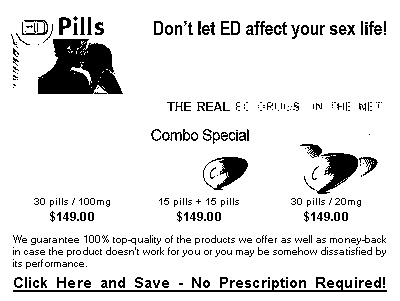 Pills
Don't let ED affect your sex life!
THE REAL ED DRUGS IN THE NET
Combo Special
30 pills / 100mg
15 pills + 15 pills
30 pills / 20mg
$149.00
$149.00
$149.00
We guarantee 100% top-quality of the products we offer as well as money-back
in case the product doesn't work for you or you may be somehow dissatisfied by
its performance.
Click Here and Save - No Prescription Required!